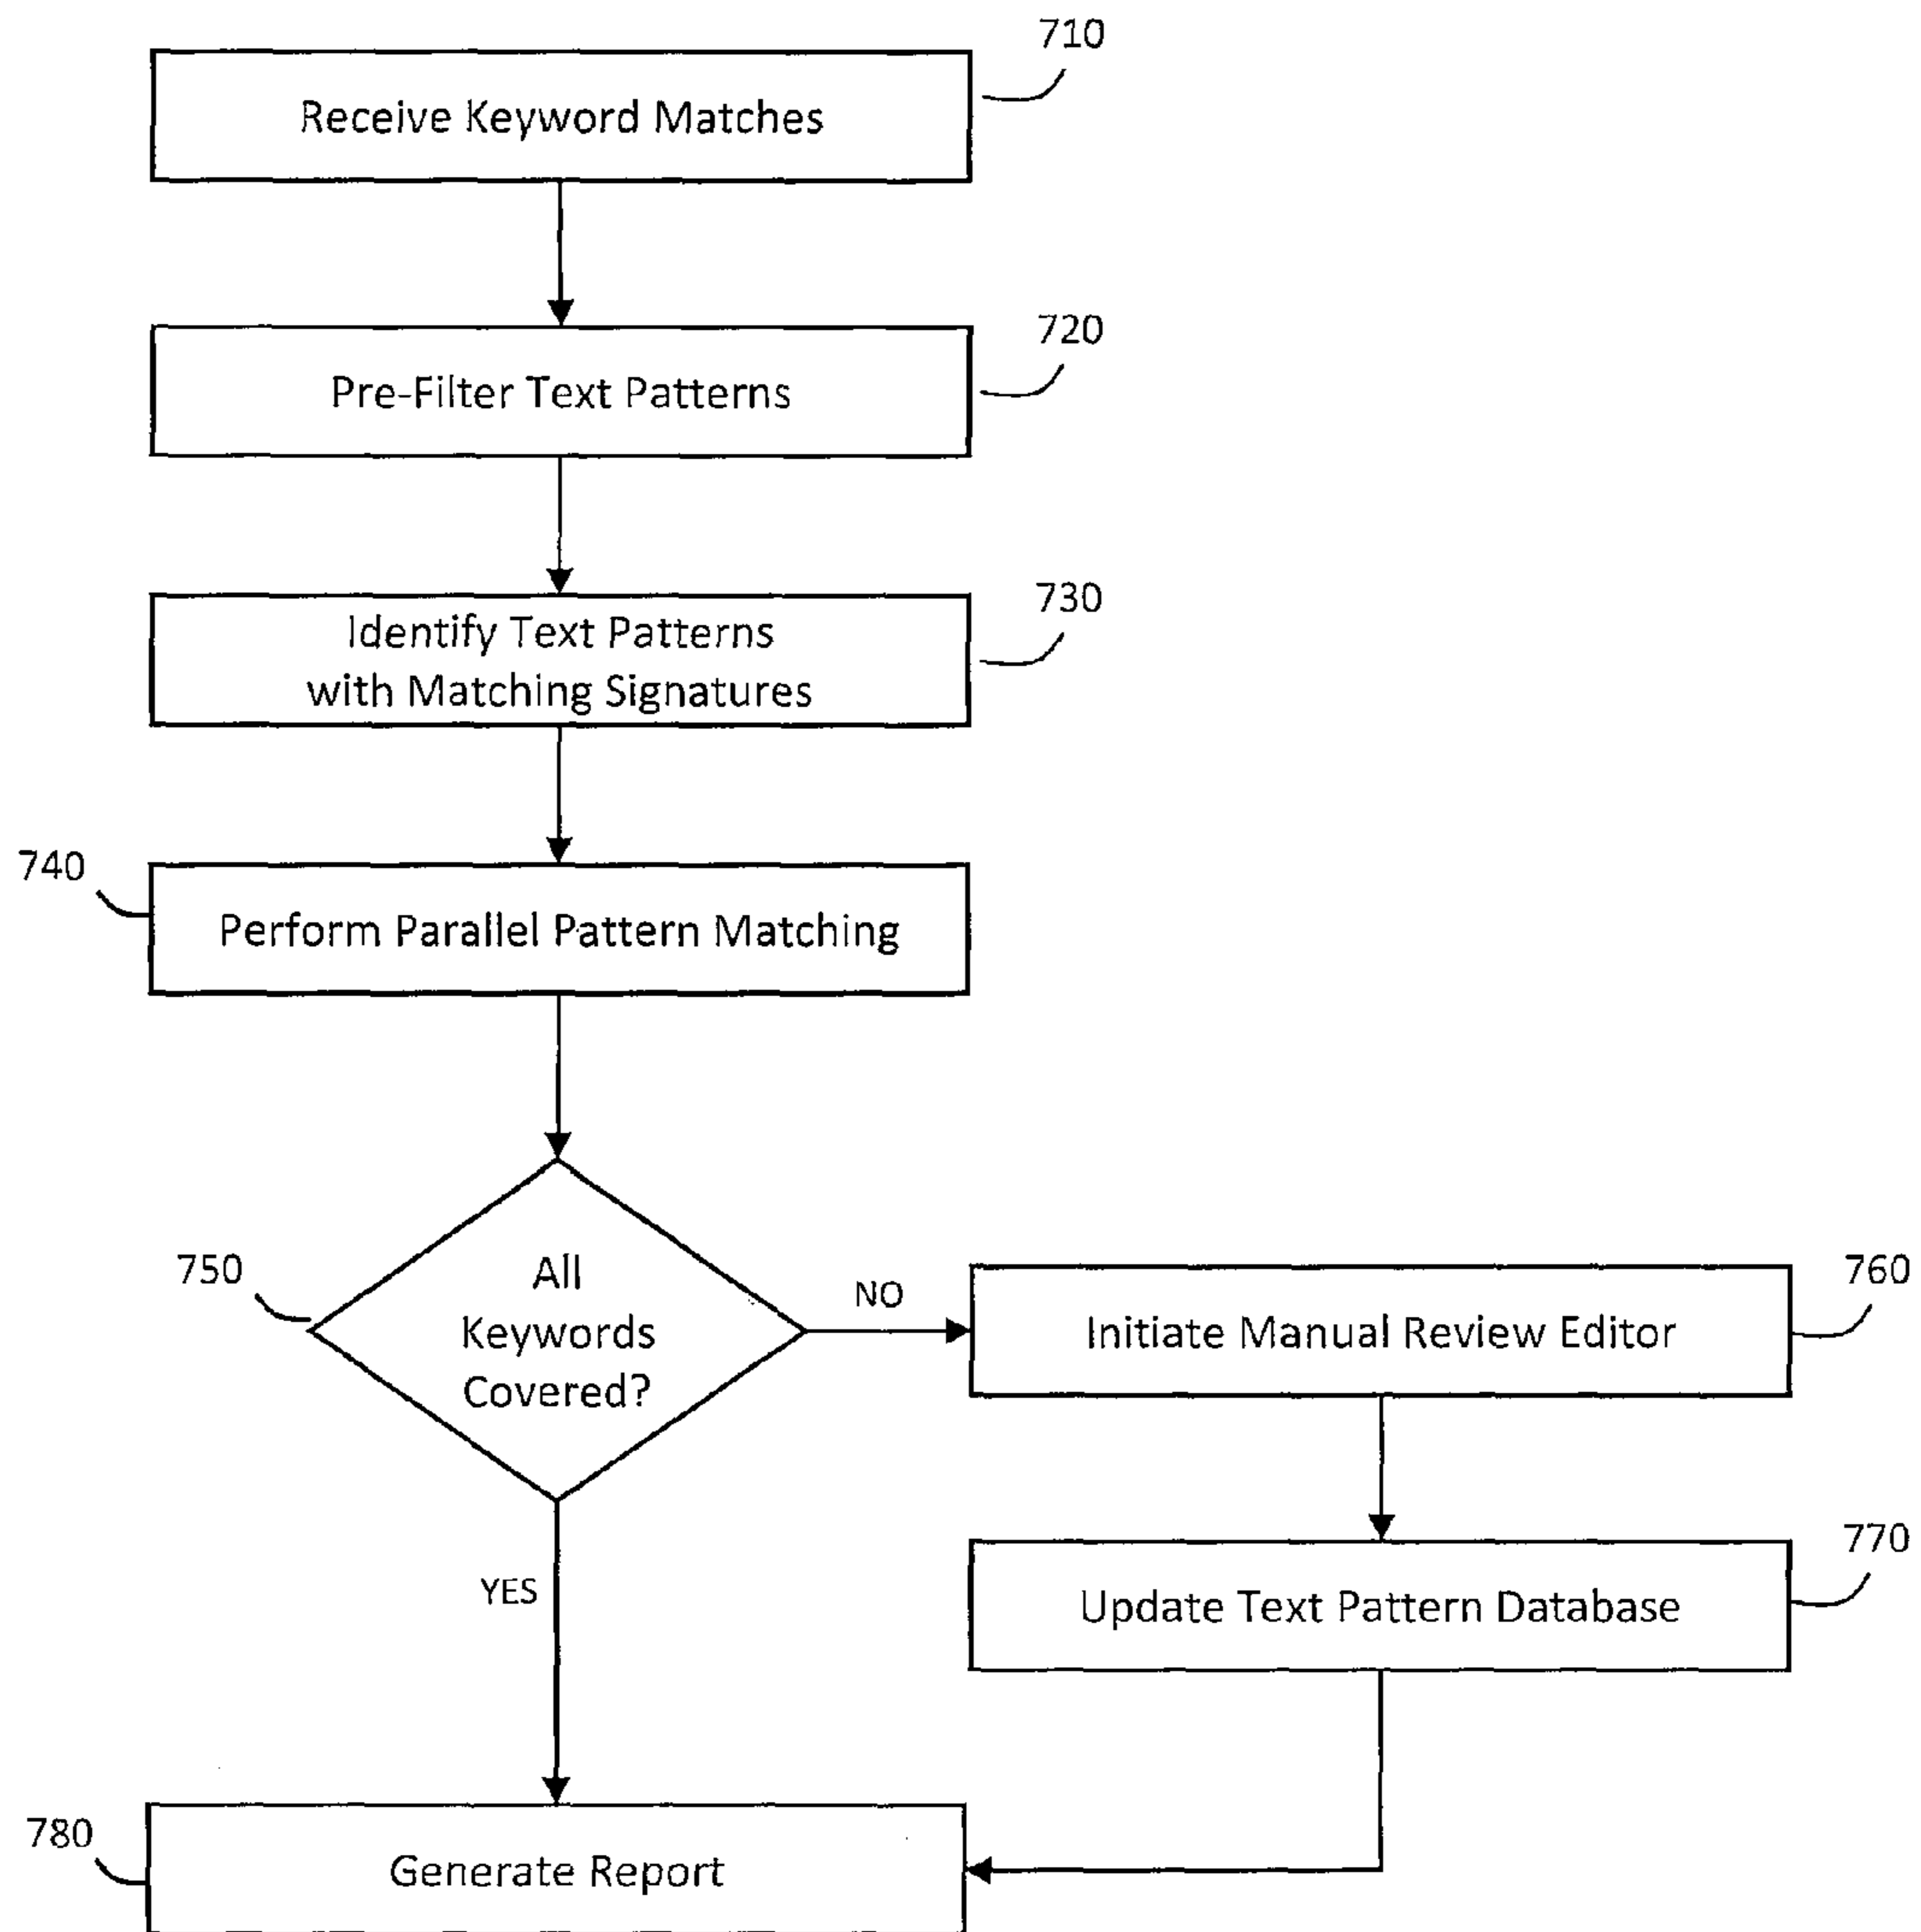 710
Receive Keyword Matches
720
Pre-Filter Text Patterns
730
Identify Text Patterns
with Matching Signatures
740
Perform Parallel Pattern Matching
750
All
Keywords
Covered?
NO
760
Initiate Manual Review Editor
YES
770
Update Text Pattern Database
780
Generate Report